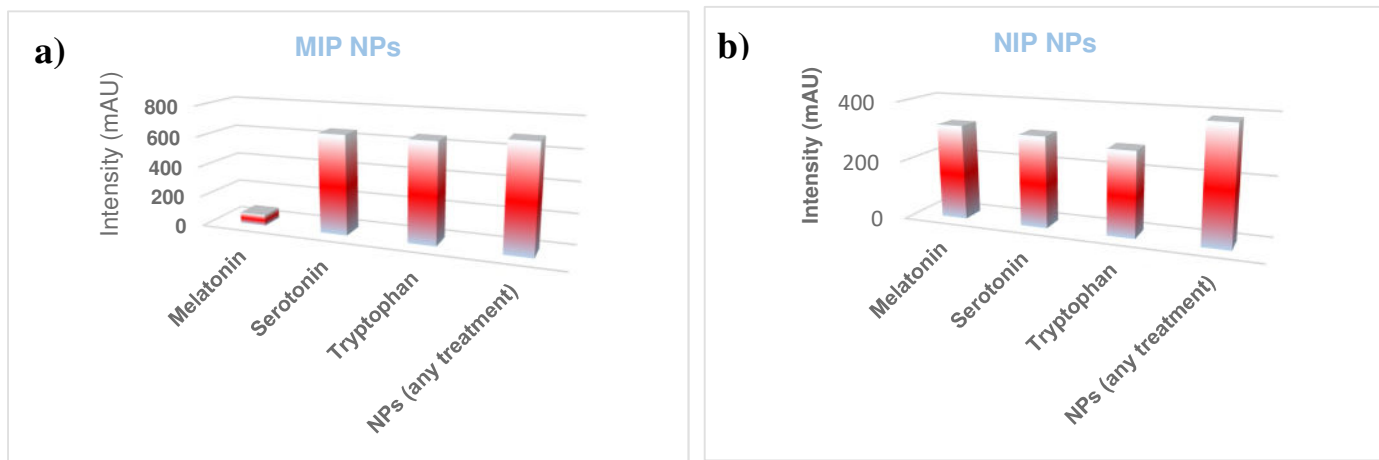 a)
MIP NPs
Intensity (mAU)
800
600
400
200
0
Melatonin
Serotonin
Tryptophan
NPs (any treatment)
b)
NIP NPs
Intensity (mAU)
400
200
0
Melatonin
Serotonin
Tryptophan
NPs (any treatment)